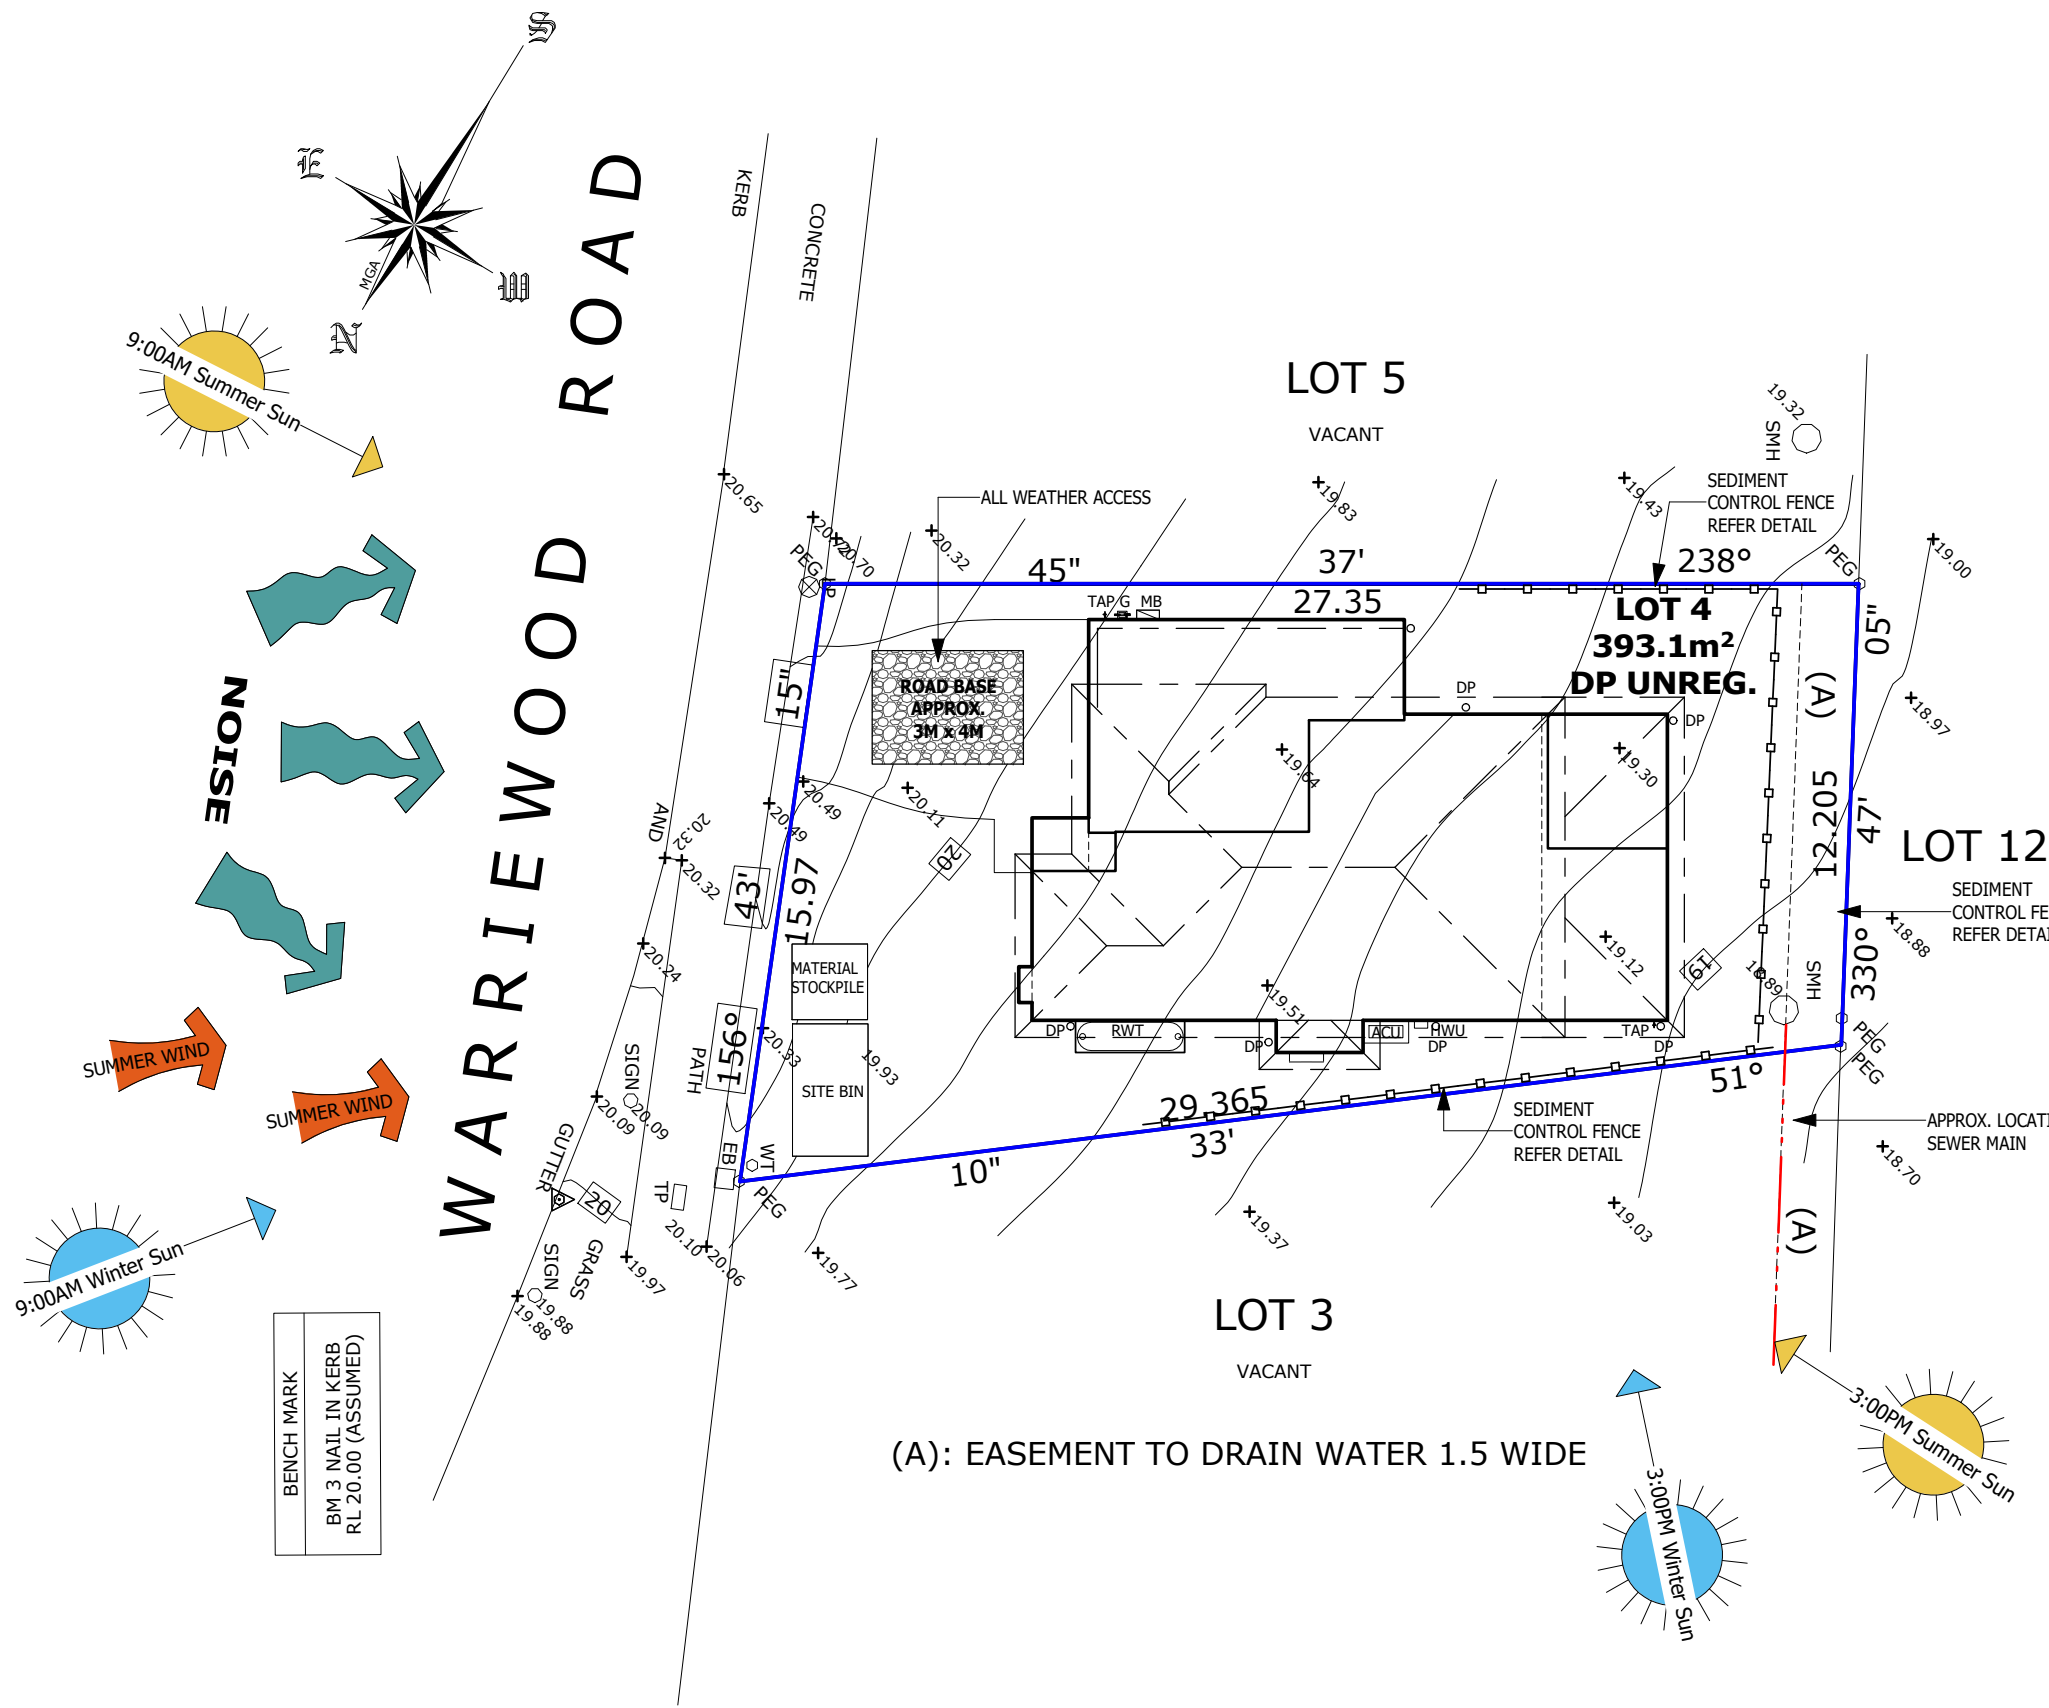 S
E
W
N
MGA
9:00AM Summer Sun
NOISE
SUMMER WIND
SUMMER WIND
9:00AM Winter Sun
BENCH MARK
BM 3 NAIL IN KERB
RL 20.00 (ASSUMED)
WARRIEWOOD ROAD
KERB
CONCRETE
AND
PATH
GUTTER
GRASS
SIGN
SIGN
TP
EB
WT
PEG
LP
PEG
20.65
20.70
20.32
19.83
19.43
19.32
SMH
19.00
LOT 5
VACANT
ALL WEATHER ACCESS
SEDIMENT
CONTROL FENCE
REFER DETAIL
PEG
45"
37'
238°
27.35
TAP G MB
LOT 4
393.1m²
DP UNREG.
ROAD BASE
APPROX.
3M x 4M
15"
43'
156°
15.97
20.49
20.49
20.11
20
20.32
20.32
20.24
20.33
19.93
20.09
20.09
20
20.10
20.06
19.97
19.88
19.88
19.77
MATERIAL
STOCKPILE
SITE BIN
DP
DP
19.64
19.30
19.12
19.51
19
18.89
SMH
(A)
05"
47'
12.205
330°
18.97
LOT 12
SEDIMENT
CONTROL FE
REFER DETAI
18.88
DP
RWT
DP
ACU
HWU
DP
TAP
DP
PEG
PEG
29.365
10"
33'
51°
SEDIMENT
CONTROL FENCE
REFER DETAIL
APPROX. LOCATI
SEWER MAIN
18.70
19.03
19.37
(A)
LOT 3
VACANT
(A): EASEMENT TO DRAIN WATER 1.5 WIDE
3:00PM Summer Sun
3:00PM Winter Sun